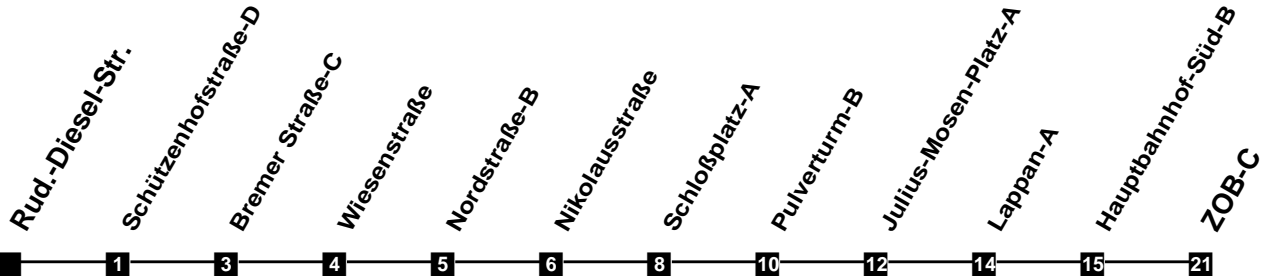 Rud.-Diesel-Str.
Schützenhofstraße-D
Bremer Straße-C
Wiesenstraße
Nordstraße-B
Nikolausstraße
Schloßplatz-A
Pulverturm-B
Julius-Mosen-Platz-A
Lappan-A
Hauptbahnhof-Süd-B
ZOB-C
1 3 4 5 6 8 10 12 14 15 21